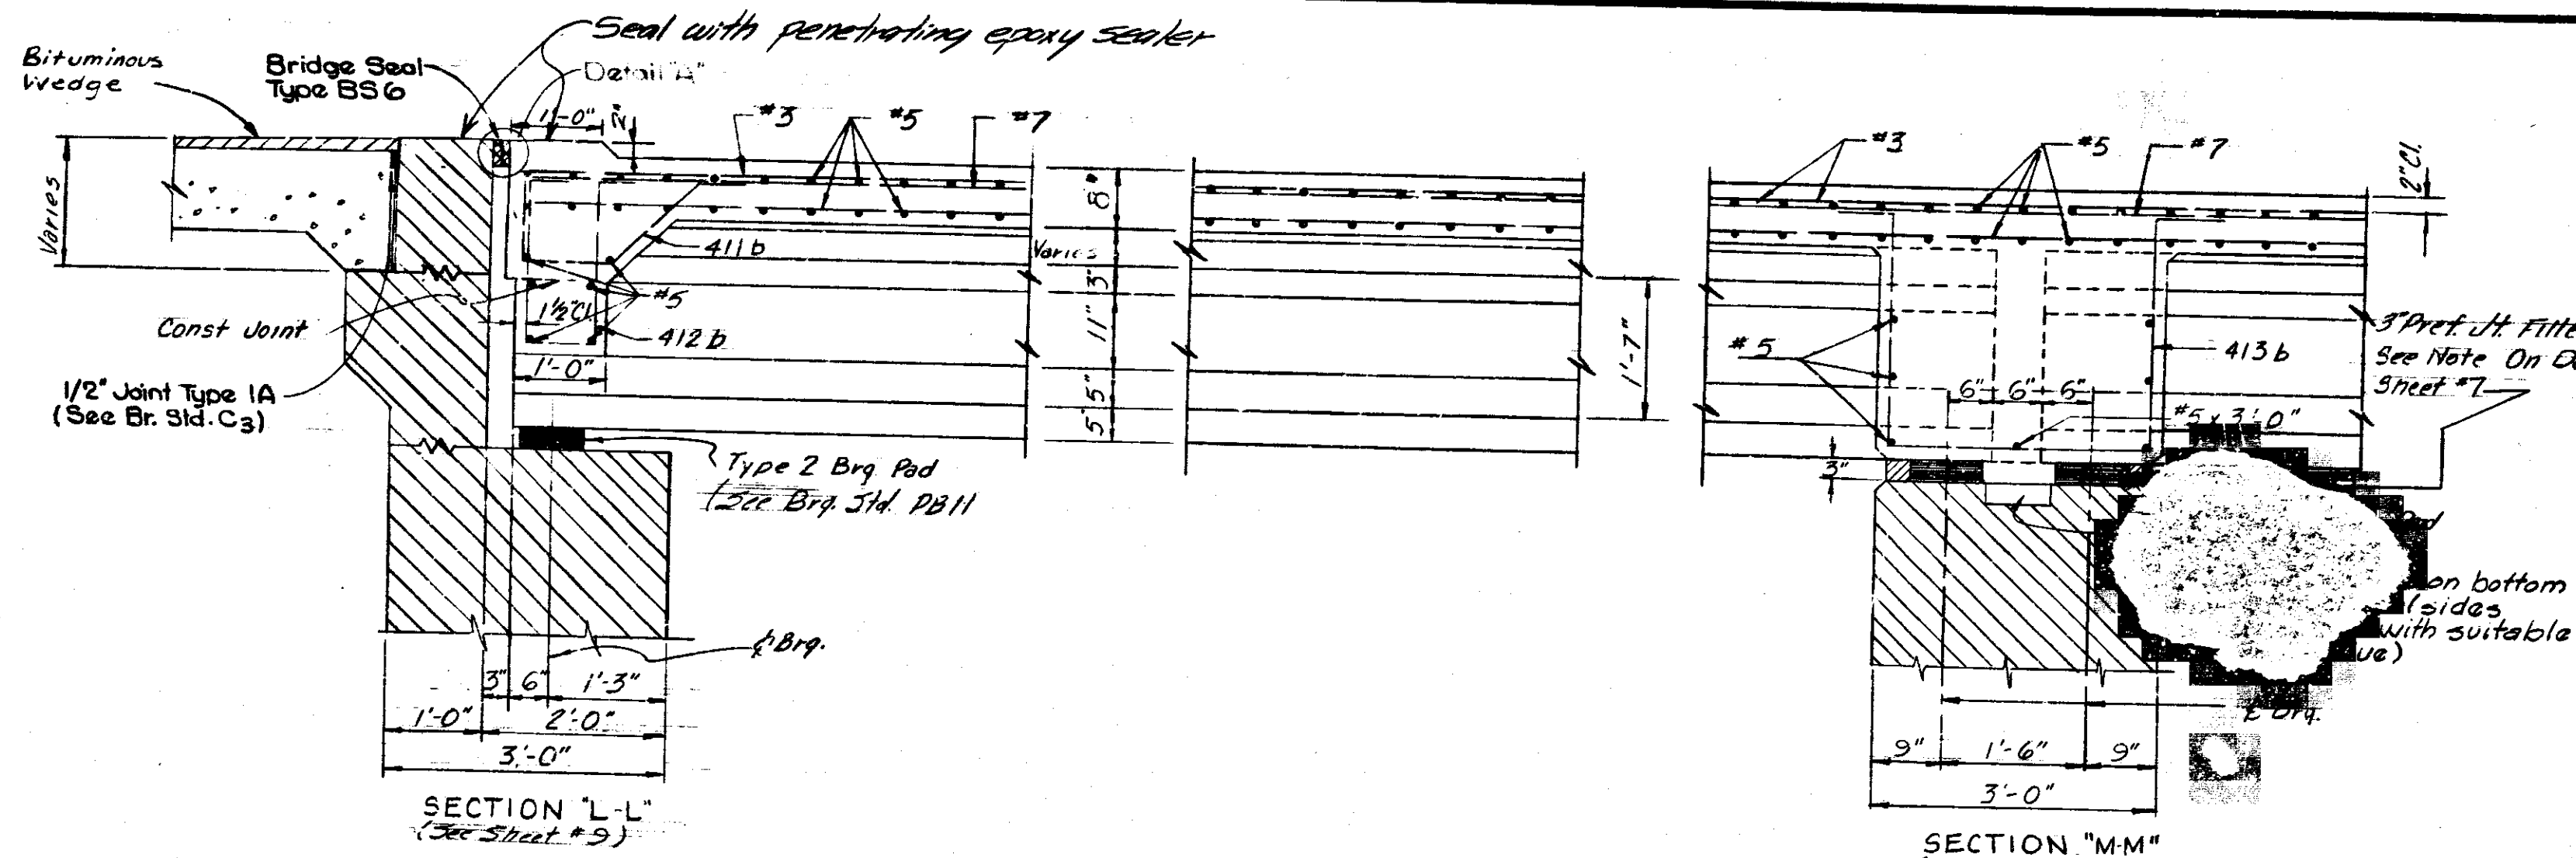 Seal with penetrating epoxy sealer
Bituminous
Wedge
Bridge Seal
Type BS6
Detail "A"
1'-0"
2"
#3
#5
#7
Varies
8"
411b
Varies
3"
11"
5"
5"
#5
1½" Cl.
412b
Const Joint
1'-0"
1/2" Joint Type 1A
(See Br. Std. C3)
Type 2 Brg Pad
(See Brg. Std. PB11
℄ Brg.
3"
6"
1'-3"
1'-0"
2'-0"
3'-0"
SECTION "L-L"
(See Sheet #9)
#3
#5
#7
2" Cl.
1'-7"
#5
413b
3" Pref. Jt. Fille
See Note On
Sheet #7
6"
6"
6"
#5 x 3'-0"
3"
on bottom
sides
with suitable
ue)
℄ Brg.
9"
1'-6"
9"
3'-0"
SECTION "M-M"